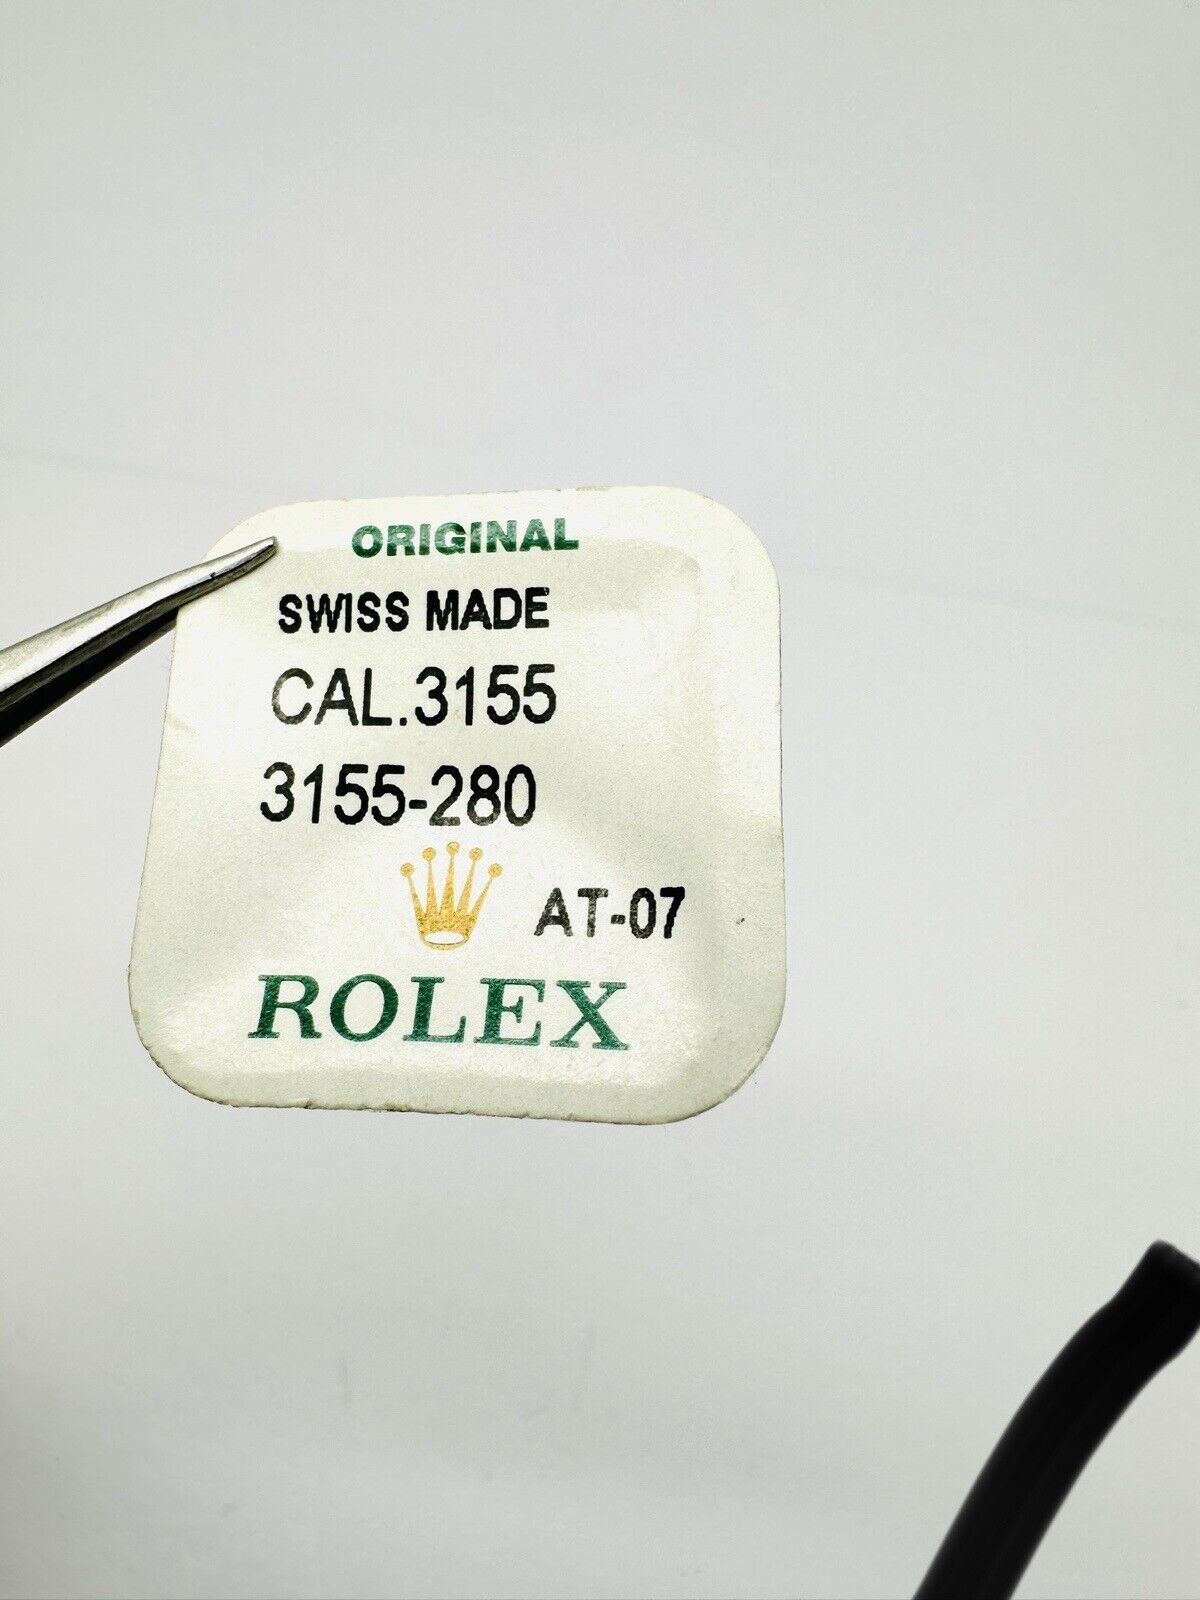 ORIGINAL
SWISS MADE
CAL.3155
3155-280
AT-07
ROLEX